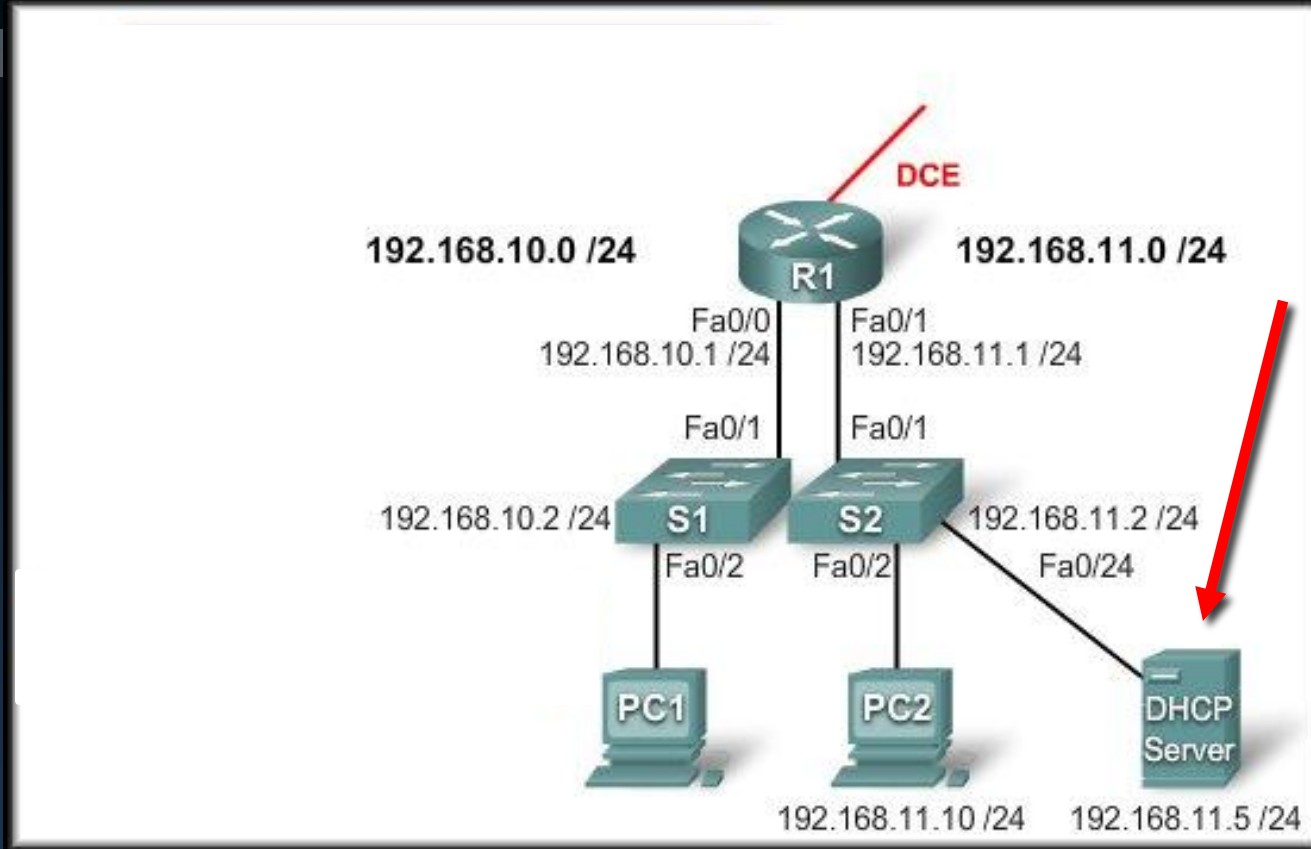 DCE
192.168.10.0 /24
R1
192.168.11.0 /24
Fa0/0
192.168.10.1 /24
Fa0/1
192.168.11.1 /24
Fa0/1
Fa0/1
192.168.10.2 /24
S1
S2
192.168.11.2 /24
Fa0/2
Fa0/2
Fa0/24
PC1
PC2
DHCP
Server
192.168.11.10 /24
192.168.11.5 /24